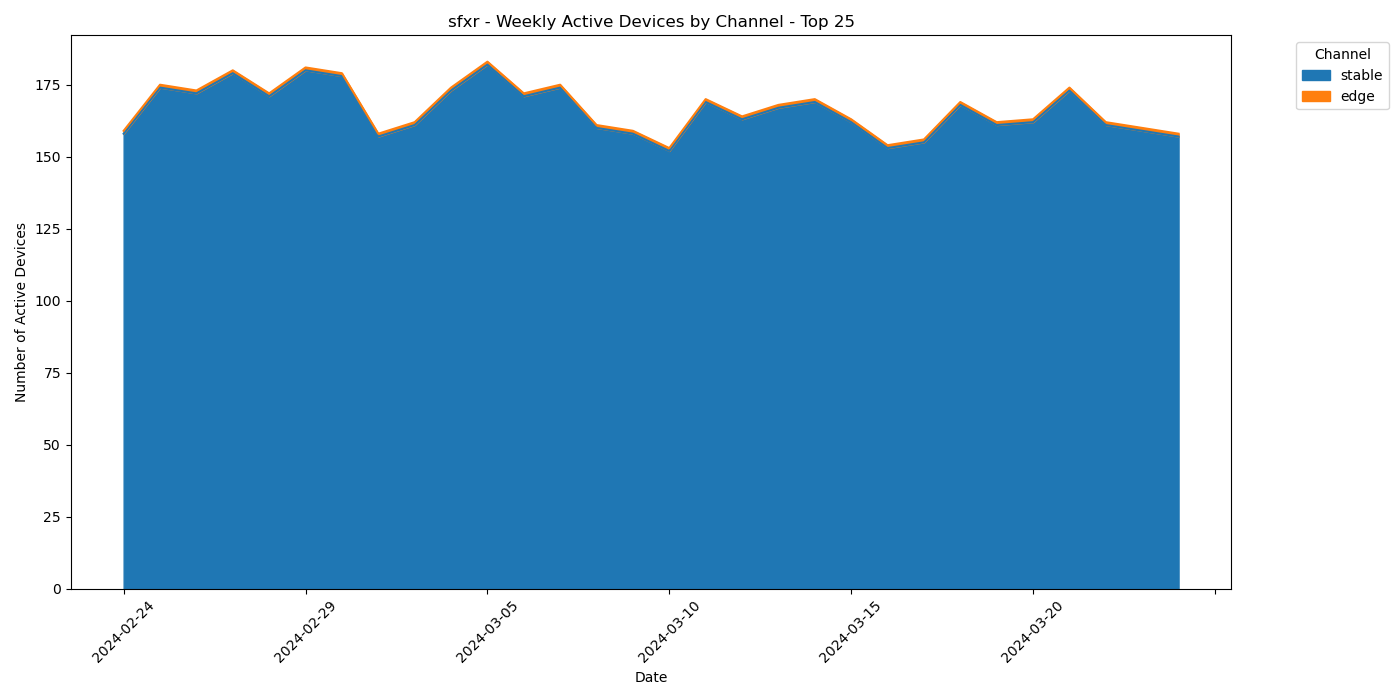 sfxr - Weekly Active Devices by Channel - Top 25
Channel
stable
edge
Number of Active Devices
175
150
125
100
75
50
25
0
2024-02-24
2024-02-29
2024-03-05
2024-03-10
2024-03-15
2024-03-20
Date